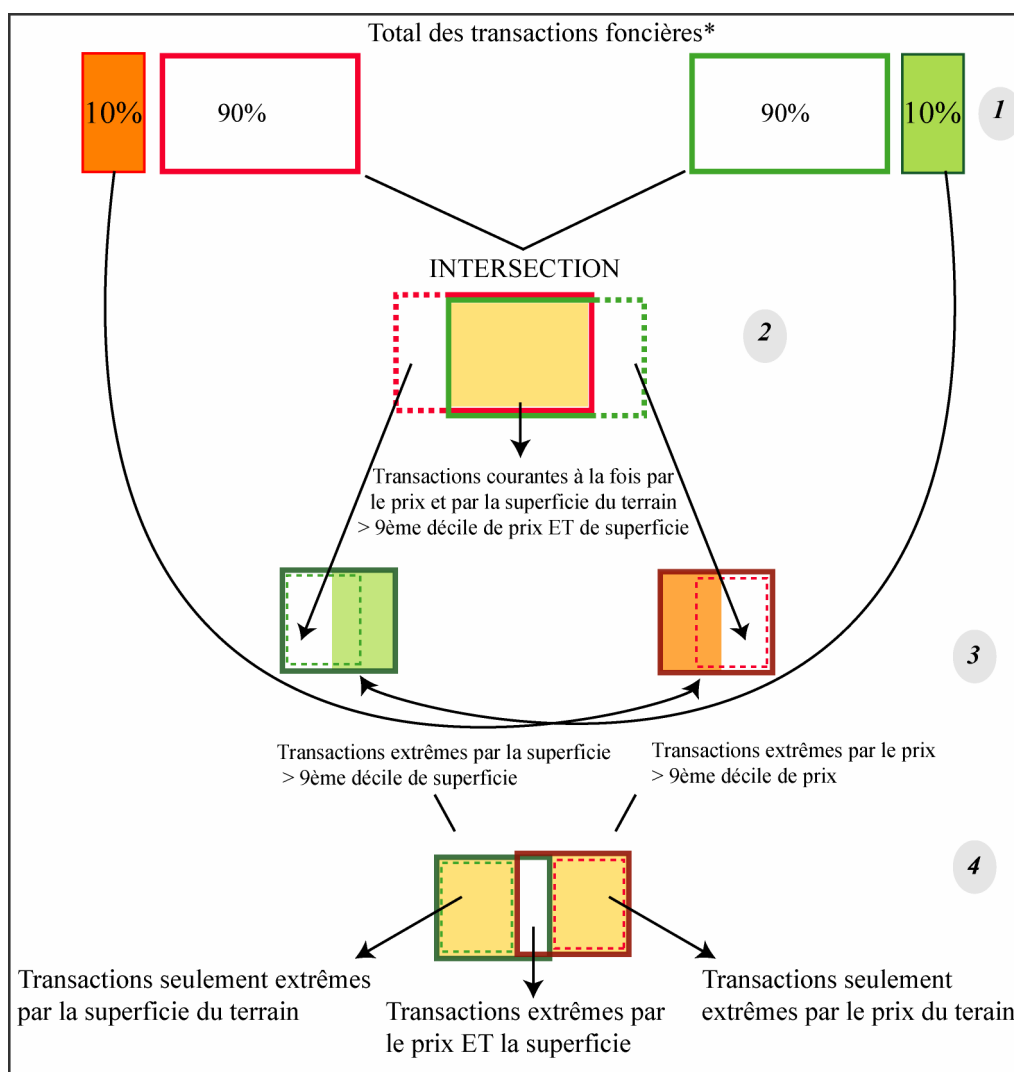 Total des transactions foncières*
10%
90%
90%
10%
1
INTERSECTION
2
Transactions courantes à la fois par
le prix et par la superficie du terrain
> 9ème décile de prix ET de superficie
3
Transactions extrêmes par la superficie
> 9ème décile de superficie
Transactions extrêmes par le prix
> 9ème décile de prix
4
Transactions seulement extrêmes
par la superficie du terrain
Transactions extrêmes par
le prix ET la superficie
Transactions seulement
extrêmes par le prix du terain